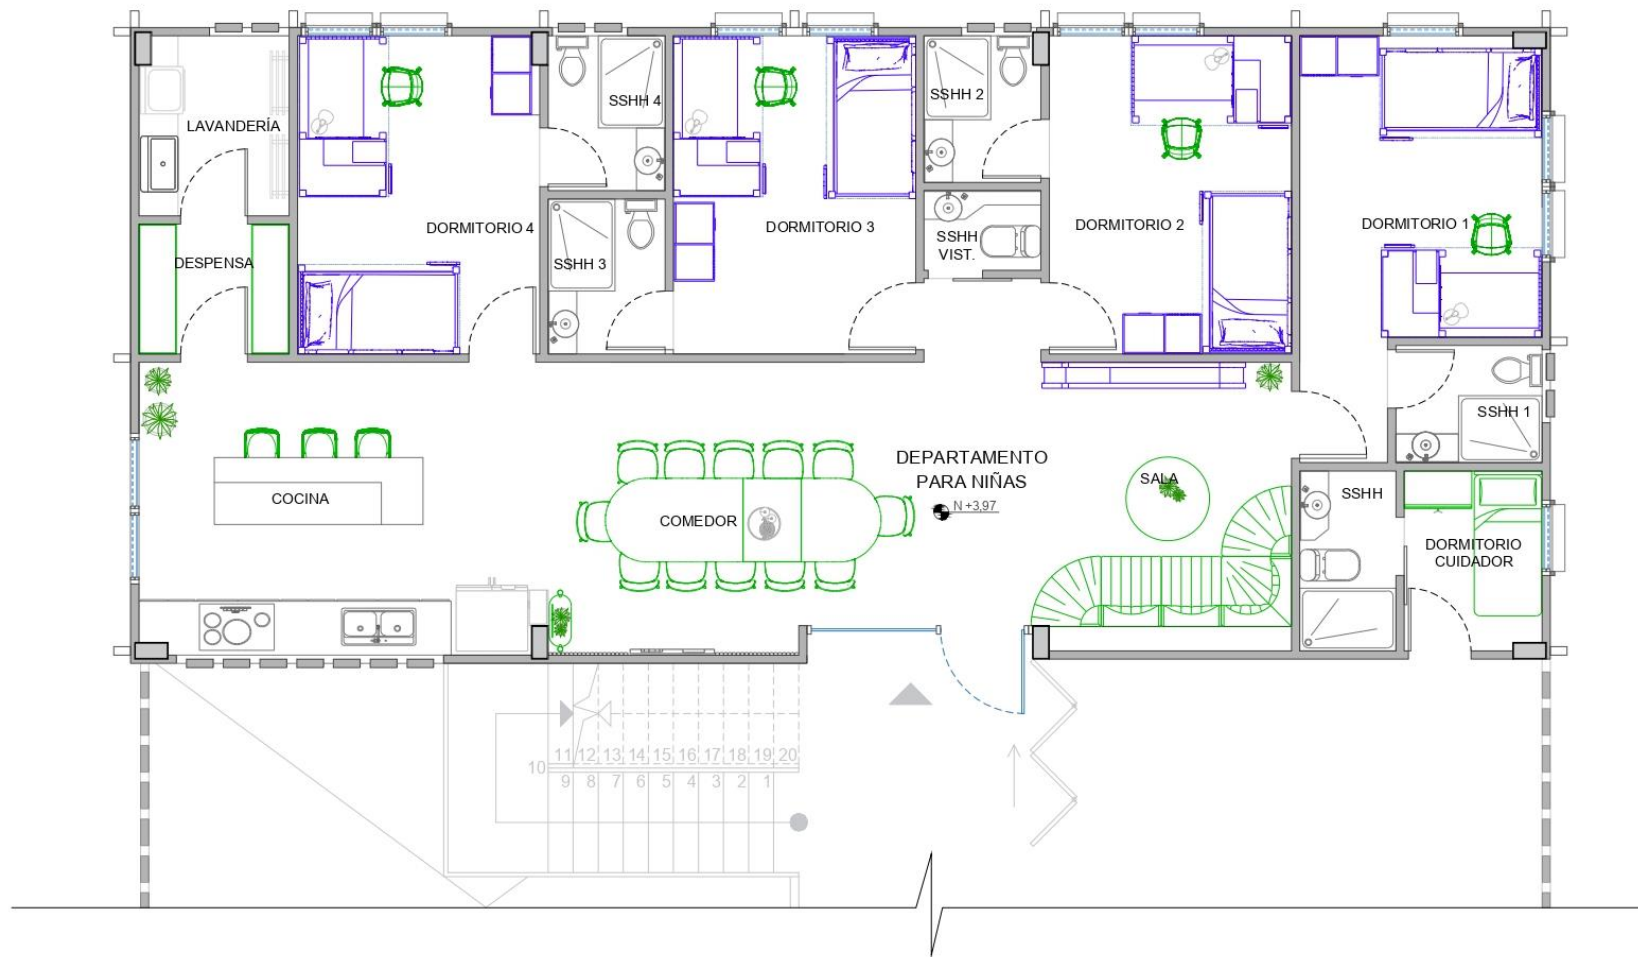 LAVANDERÍA
SSHH 4
SSHH 2
DORMITORIO 4
DORMITORIO 3
SSHH
VIST.
DORMITORIO 2
DORMITORIO 1
DESPENSA
SSHH 3
SSHH 1
DEPARTAMENTO
PARA NIÑAS
N +3,97
SALA
COCINA
COMEDOR
SSHH
DORMITORIO
CUIDADOR
11 12 13 14 15 16 17 18 19 20
10
9 8 7 6 5 4 3 2 1